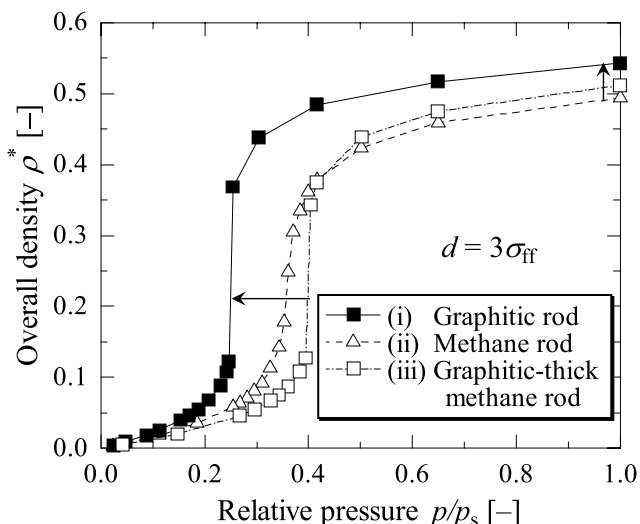 0.6
0.5
0.4
0.3
0.2
0.1
0.0
Overall density ρ* [–]
d = 3σff
(i) Graphitic rod
(ii) Methane rod
(iii) Graphitic-thick
methane rod
0.0 0.2 0.4 0.6 0.8 1.0
Relative pressure p/ps [–]